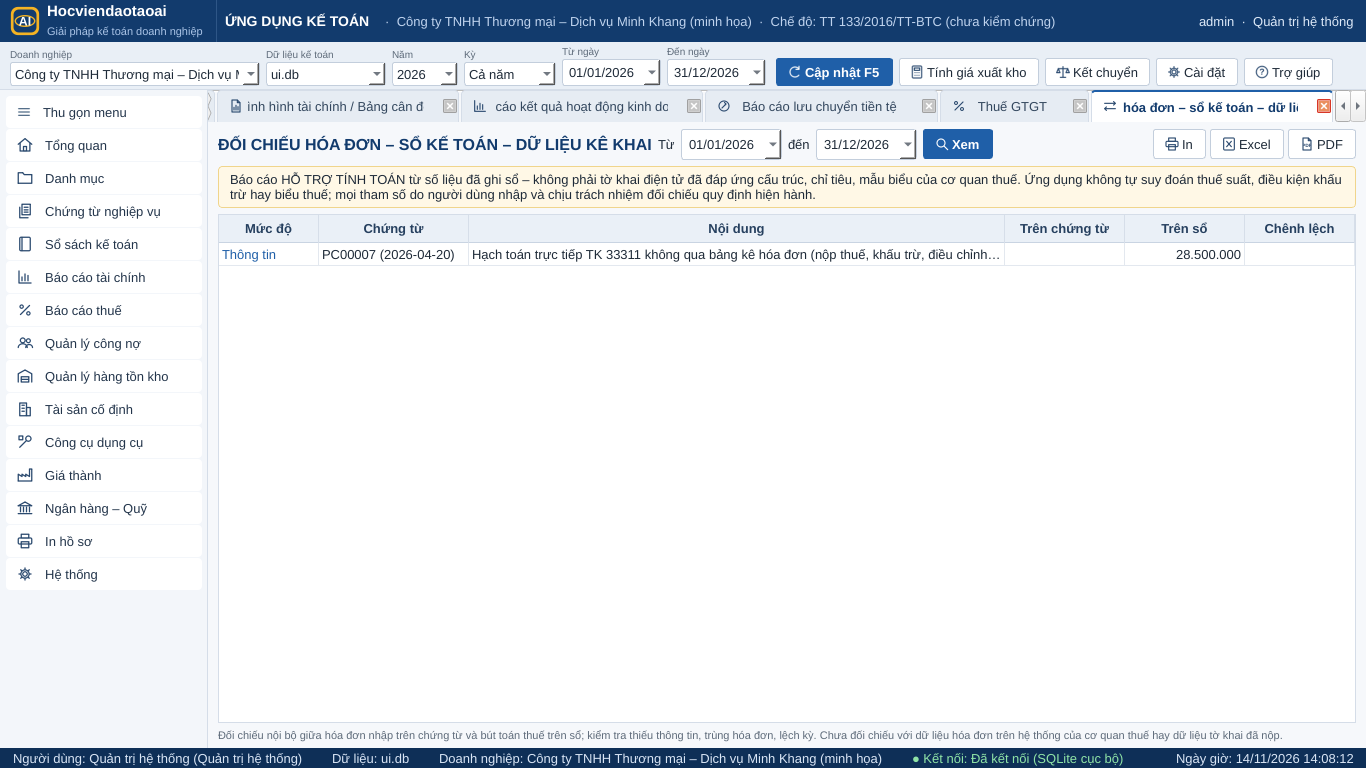 Hocviendaotaoai
Giải pháp kế toán doanh nghiệp
ỨNG DỤNG KẾ TOÁN · Công ty TNHH Thương mại – Dịch vụ Minh Khang (minh họa) · Chế độ: TT 133/2016/TT-BTC (chưa kiểm chứng)
admin · Quản trị hệ thống
Doanh nghiệp
Công ty TNHH Thương mại – Dịch vụ
Dữ liệu kế toán
ui.db
Năm
2026
Kỳ
Cả năm
Từ ngày
01/01/2026
Đến ngày
31/12/2026
Cập nhật F5
Tính giá xuất kho
Kết chuyển
Cài đặt
Trợ giúp
Thu gọn menu
Tổng quan
Danh mục
Chứng từ nghiệp vụ
Sổ sách kế toán
Báo cáo tài chính
Báo cáo thuế
Quản lý công nợ
Quản lý hàng tồn kho
Tài sản cố định
Công cụ dụng cụ
Giá thành
Ngân hàng – Quỹ
In hồ sơ
Hệ thống
ình hình tài chính / Bảng cân đ
cáo kết quả hoạt động kinh do
Báo cáo lưu chuyển tiền tệ
Thuế GTGT
hóa đơn – sổ kế toán – dữ liệ
ĐỐI CHIẾU HÓA ĐƠN – SỔ KẾ TOÁN – DỮ LIỆU KÊ KHAI Từ 01/01/2026 đến 31/12/2026 Xem
In
Excel
PDF
Báo cáo HỖ TRỢ TÍNH TOÁN từ số liệu đã ghi sổ – không phải tờ khai điện tử đã đáp ứng cấu trúc, chỉ tiêu, mẫu biểu của cơ quan thuế. Ứng dụng không tự suy đoán thuế suất, điều kiện khấu
trừ hay biểu thuế; mọi tham số do người dùng nhập và chịu trách nhiệm đối chiếu quy định hiện hành.
Mức độ Chứng từ Nội dung Trên chứng từ Trên sổ Chênh lệch
Thông tin PC00007 (2026-04-20) Hạch toán trực tiếp TK 33311 không qua bảng kê hóa đơn (nộp thuế, khấu trừ, điều chỉnh… 28.500.000
Đối chiếu nội bộ giữa hóa đơn nhập trên chứng từ và bút toán thuế trên sổ; kiểm tra thiếu thông tin, trùng hóa đơn, lệch kỳ. Chưa đối chiếu với dữ liệu hóa đơn trên hệ thống của cơ quan thuế hay dữ liệu tờ khai đã nộp.
Người dùng: Quản trị hệ thống (Quản trị hệ thống) Dữ liệu: ui.db Doanh nghiệp: Công ty TNHH Thương mại – Dịch vụ Minh Khang (minh họa) ● Kết nối: Đã kết nối (SQLite cục bộ) Ngày giờ: 14/11/2026 14:08:12